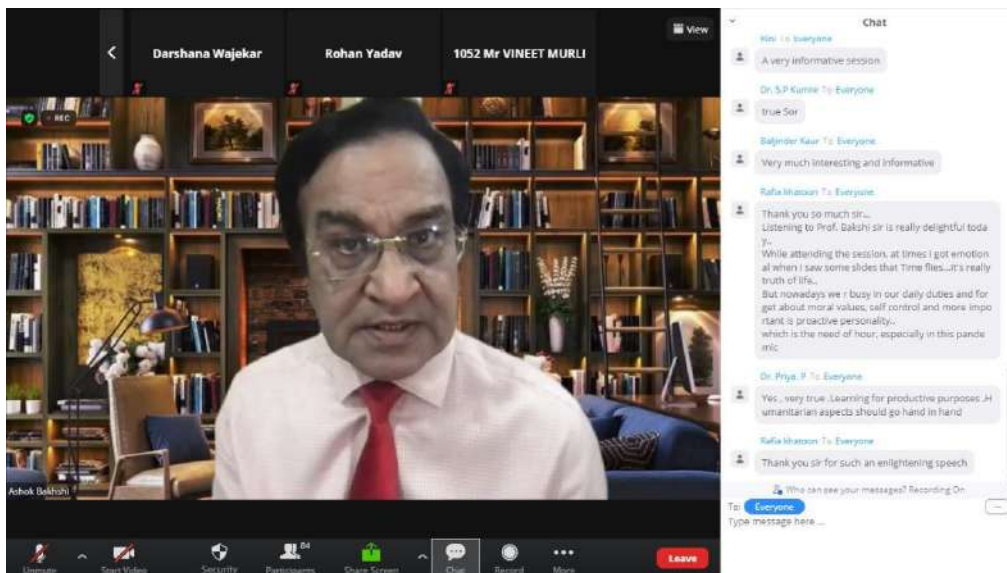 View
Darshana Wajekar
Rohan Yadav
1052 Mr VINEET MURLI
REC
Ashok Bakhshi
Unmute
Start Video
Security
84
Participants
Share Screen
Chat
Record
More
Leave
Chat
To Everyone
A very informative session
Dr. S.P Kumre To Everyone
true Sor
Baljinder Kaur To Everyone
Very much interesting and informative
Rafia khatoon To Everyone
Thank you so much sir...
Listening to Prof. Bakshi sir is really delightful toda
y..
While attending the session, at times I got emotion
al when I saw some slides that Time flies...it's really
truth of life..
But nowadays we r busy in our daily duties and for
get about moral values, self control and more impo
rtant is proactive personality..
which is the need of hour, especially in this pande
mic
Dr. Priya. P To Everyone
Yes , very true .Learning for productive purposes .H
umanitarian aspects should go hand in hand
Rafia khatoon To Everyone
Thank you sir for such an enlightening speech
Who can see your messages? Recording On
To: Everyone
Type message here ...